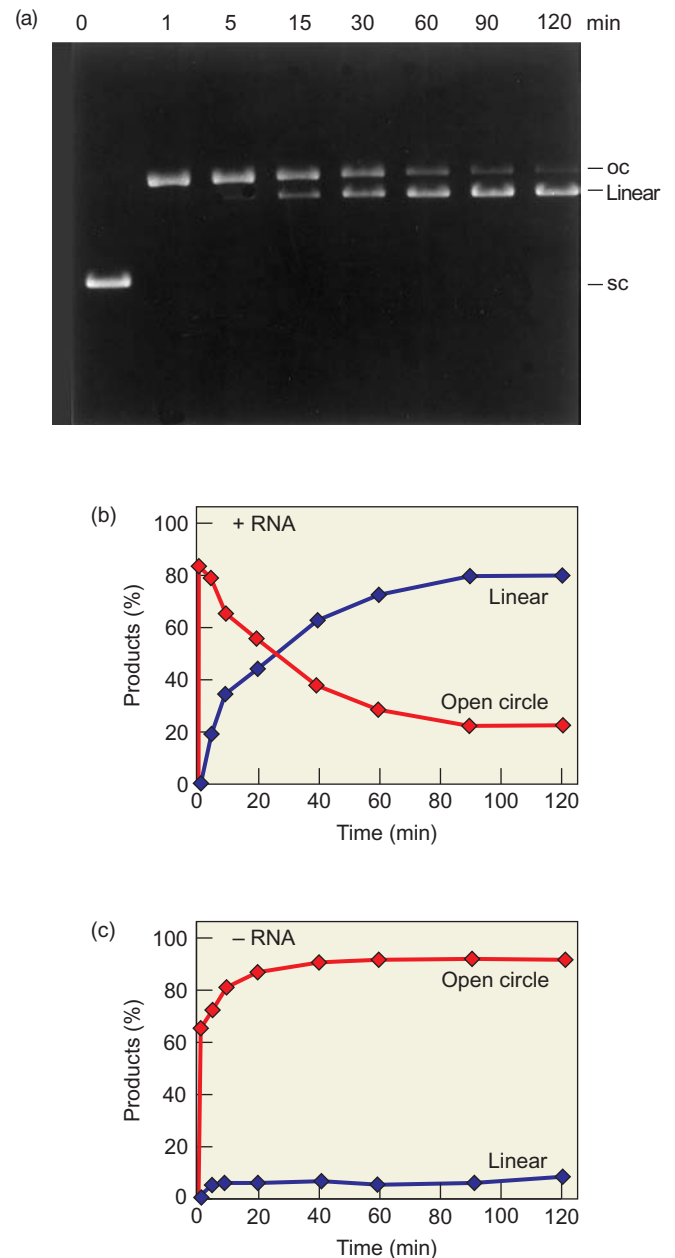 (a) 0 1 5 15 30 60 90 120 min
– oc
– Linear
– sc
(b)
+ RNA
100
80
60
40
20
0
Products (%)
Linear
Open circle
0 20 40 60 80 100 120
Time (min)
(c)
– RNA
100
80
60
40
20
0
Products (%)
Open circle
Linear
0 20 40 60 80 100 120
Time (min)